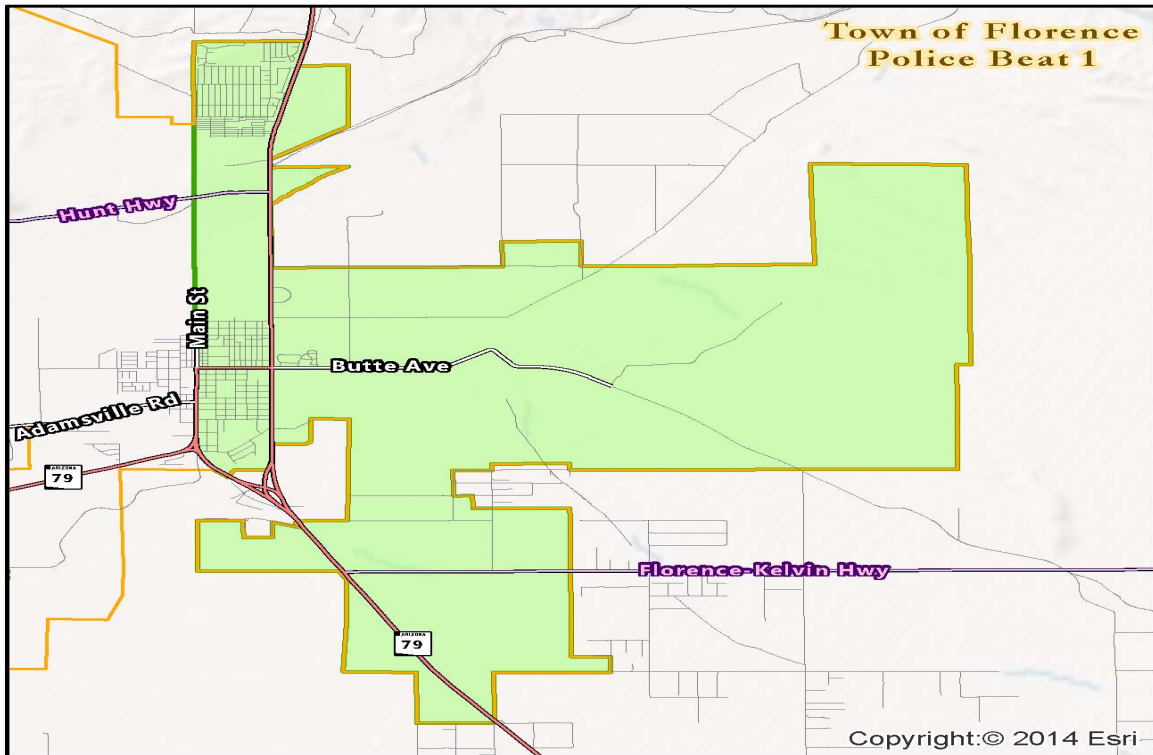 Town of Florence
Police Beat 1
Hunt Hwy
Main St
Butte Ave
Adamsville Rd
ARIZONA
79
Florence-Kelvin Hwy
ARIZONA
79
Copyright:© 2014 Esri